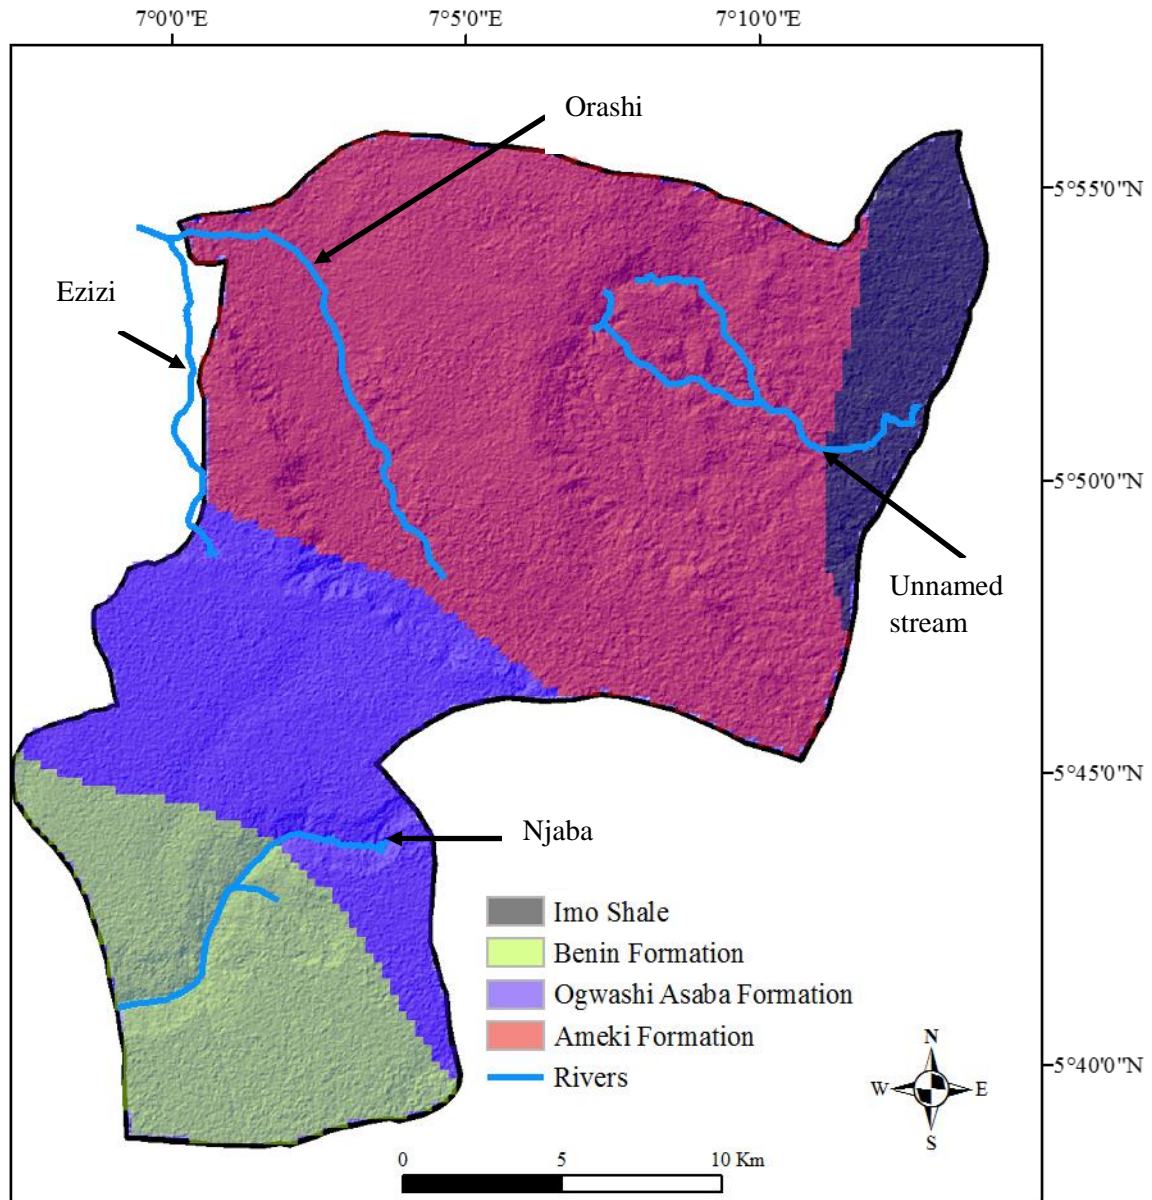 7°0'0"E 7°5'0"E 7°10'0"E
Orashi
5°55'0"N
Ezizi
5°50'0"N
Unnamed
stream
5°45'0"N
Njaba
Imo Shale
Benin Formation
Ogwashi Asaba Formation
Ameki Formation
Rivers
5°40'0"N
N
W E
S
0 5 10 Km